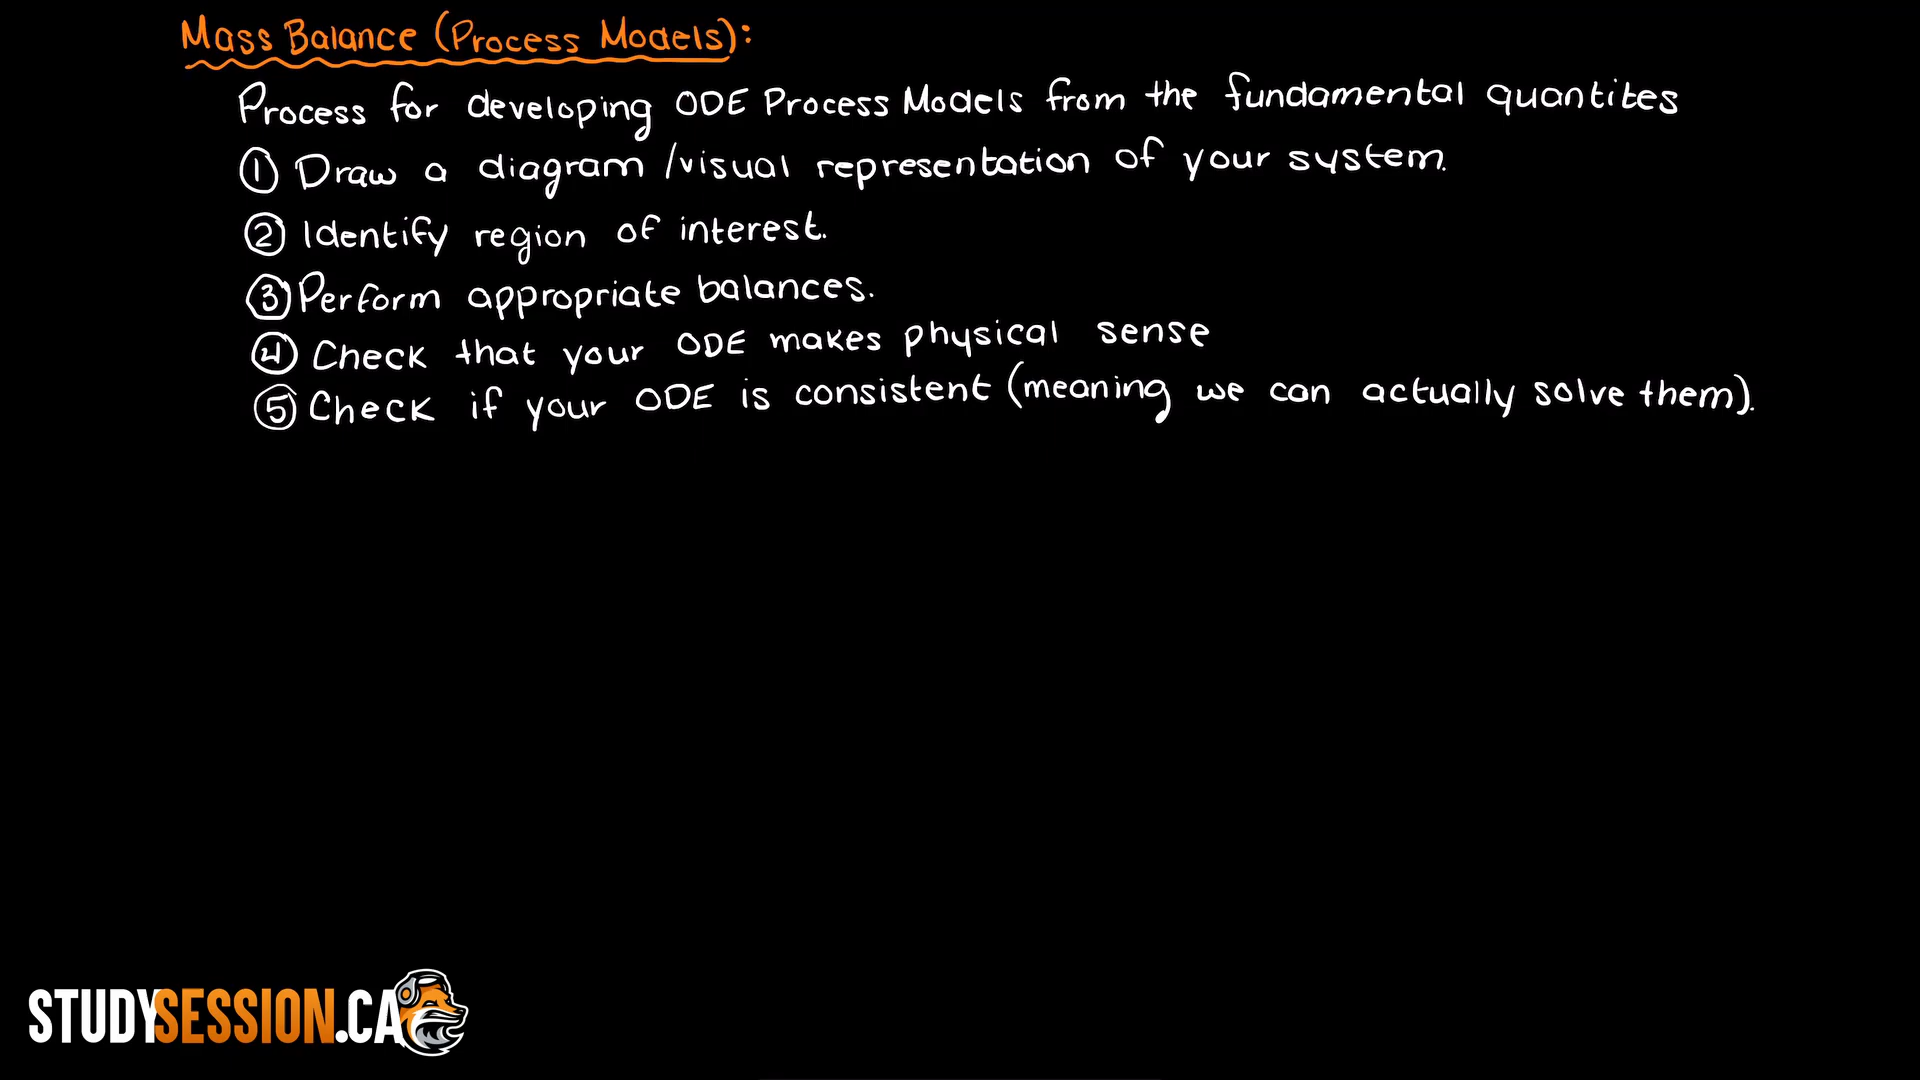 Mass Balance (Process Models):
Process for developing ODE Process Models from the fundamental quantites
① Draw a diagram /visual representation of your system.
② Identify region of interest.
③ Perform appropriate balances.
④ Check that your ODE makes physical sense
⑤ Check if your ODE is consistent (meaning we can actually solve them).
STUDYSESSION.CA